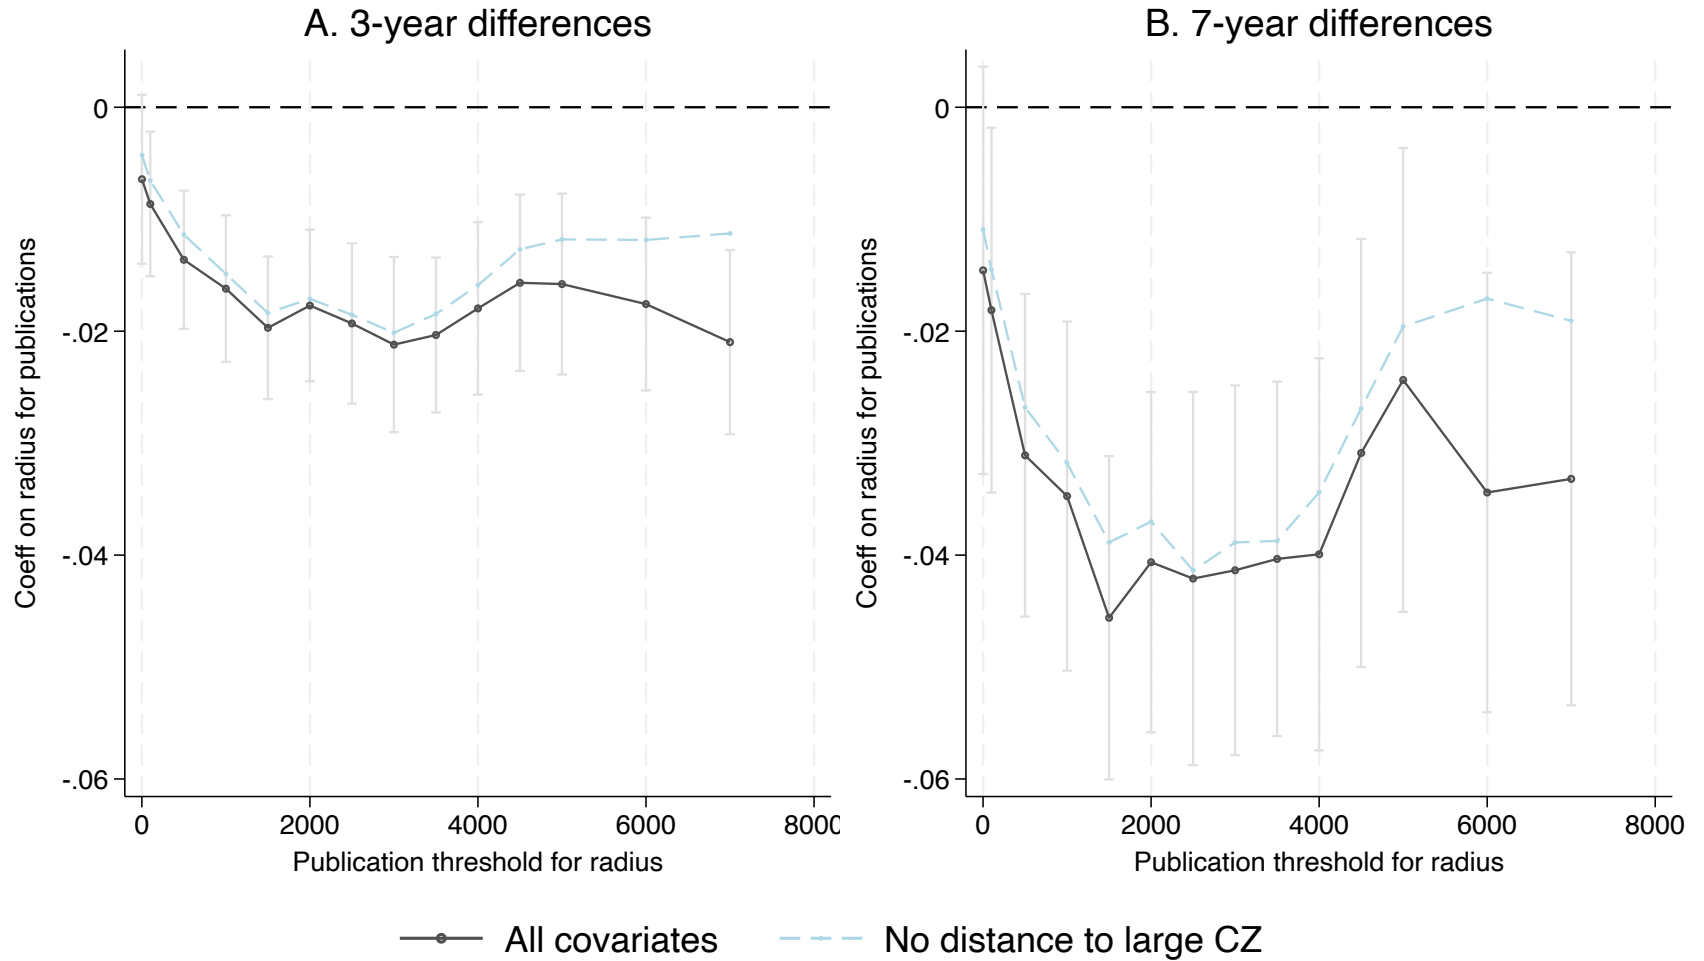 A. 3-year differences
Coeff on radius for publications
0
-.02
-.04
-.06
0 2000 4000 6000 8000
Publication threshold for radius
B. 7-year differences
Coeff on radius for publications
0
-.02
-.04
-.06
0 2000 4000 6000 8000
Publication threshold for radius
All covariates No distance to large CZ